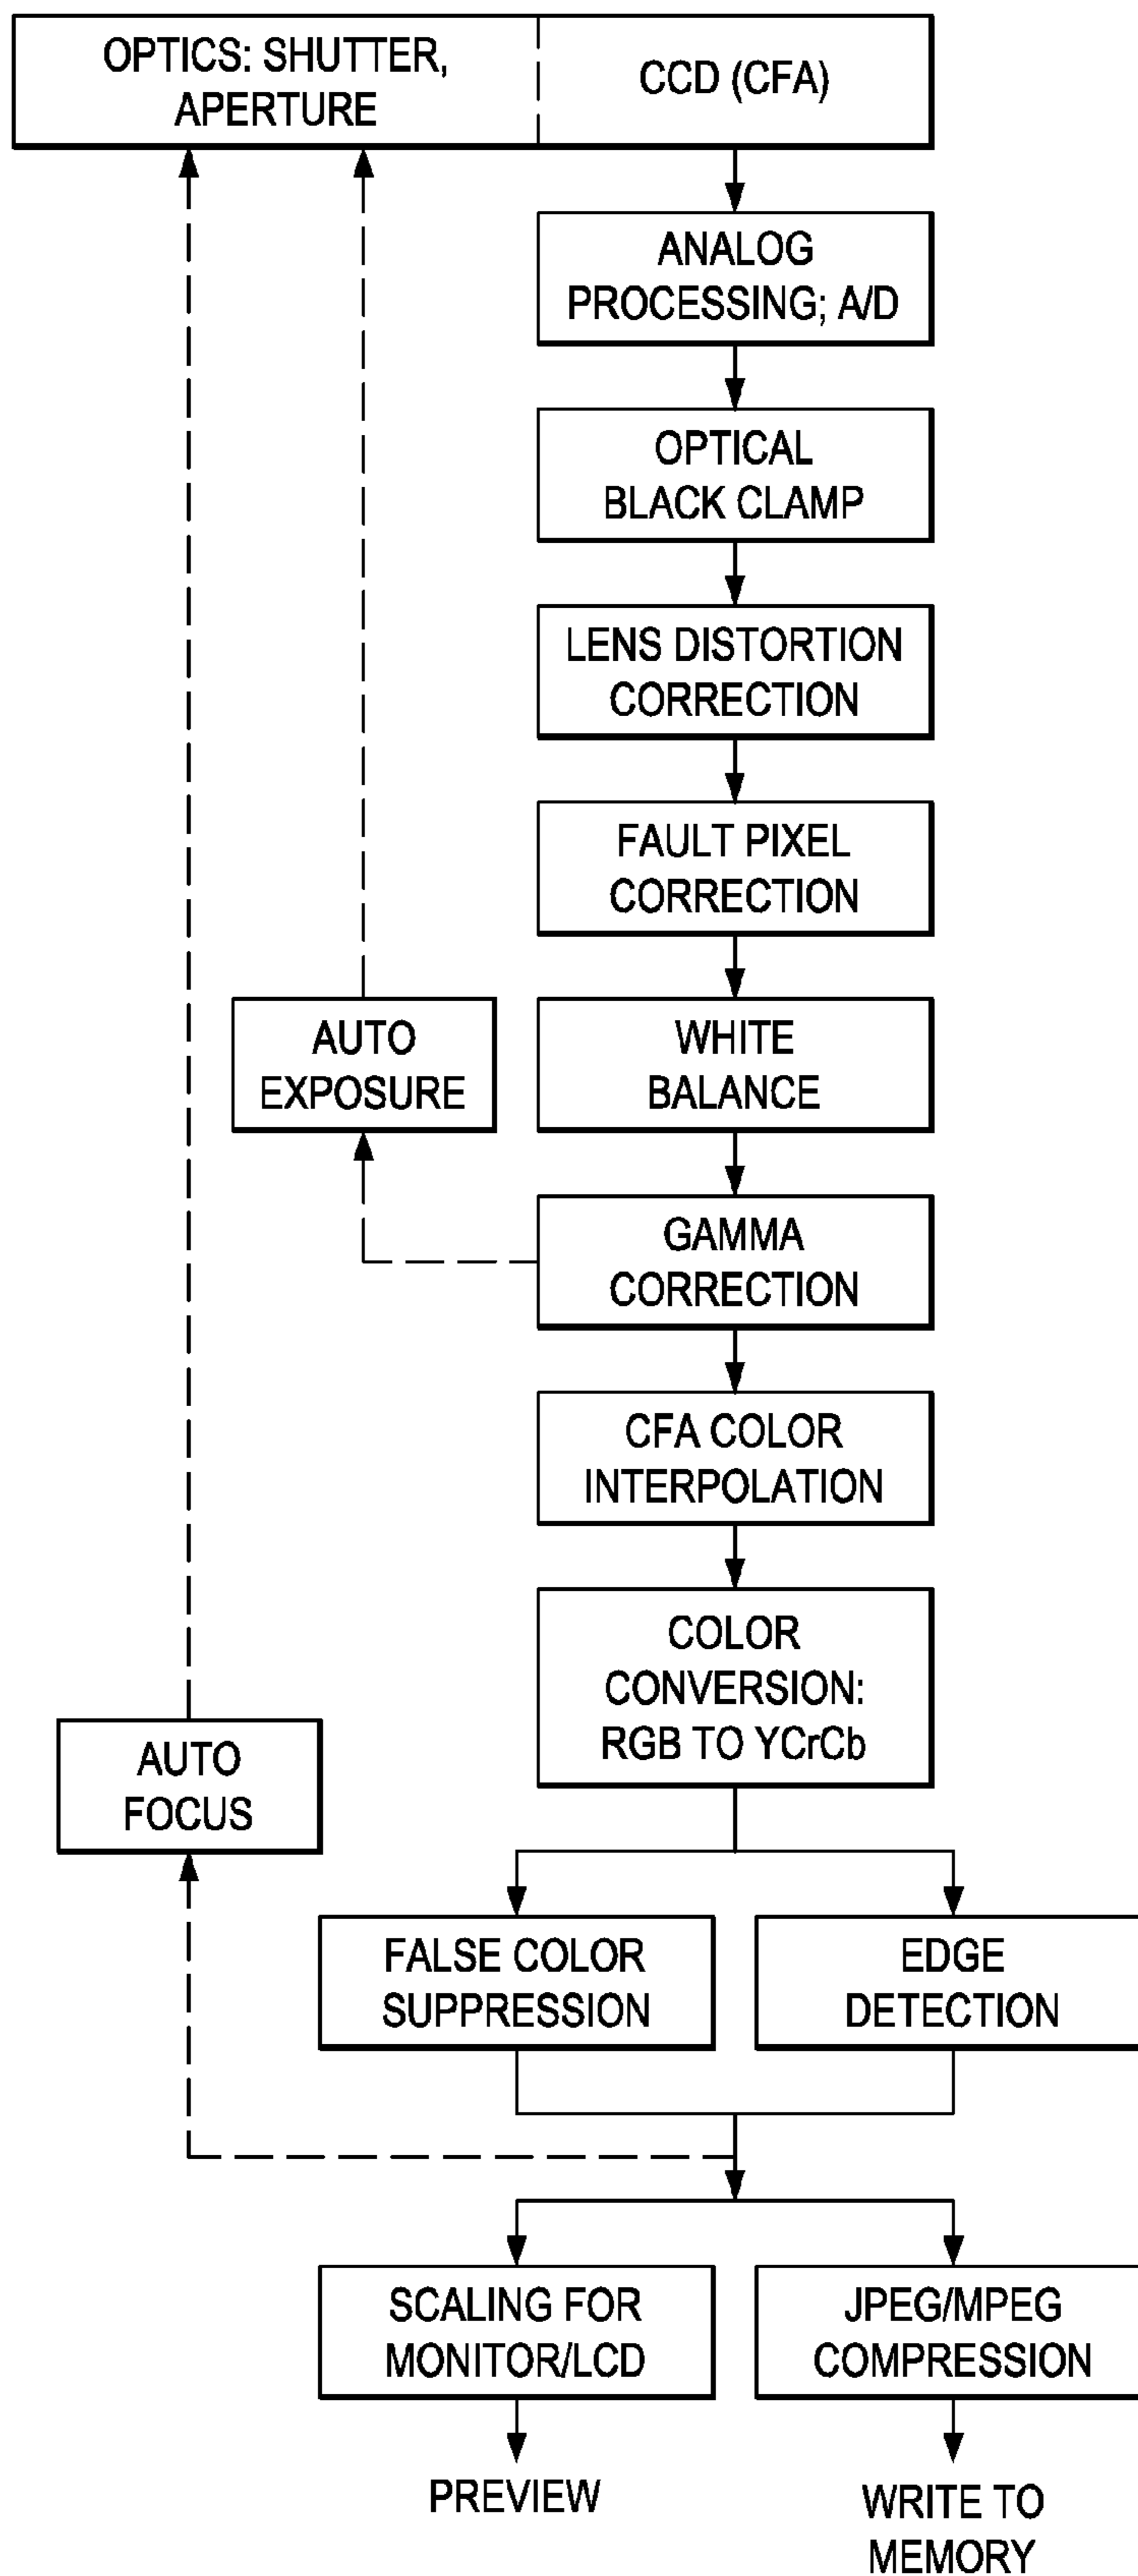 OPTICS: SHUTTER,
APERTURE
CCD (CFA)
ANALOG
PROCESSING; A/D
OPTICAL
BLACK CLAMP
LENS DISTORTION
CORRECTION
FAULT PIXEL
CORRECTION
AUTO
EXPOSURE
WHITE
BALANCE
GAMMA
CORRECTION
CFA COLOR
INTERPOLATION
COLOR
CONVERSION:
RGB TO YCrCb
AUTO
FOCUS
FALSE COLOR
SUPPRESSION
EDGE
DETECTION
SCALING FOR
MONITOR/LCD
JPEG/MPEG
COMPRESSION
PREVIEW
WRITE TO
MEMORY